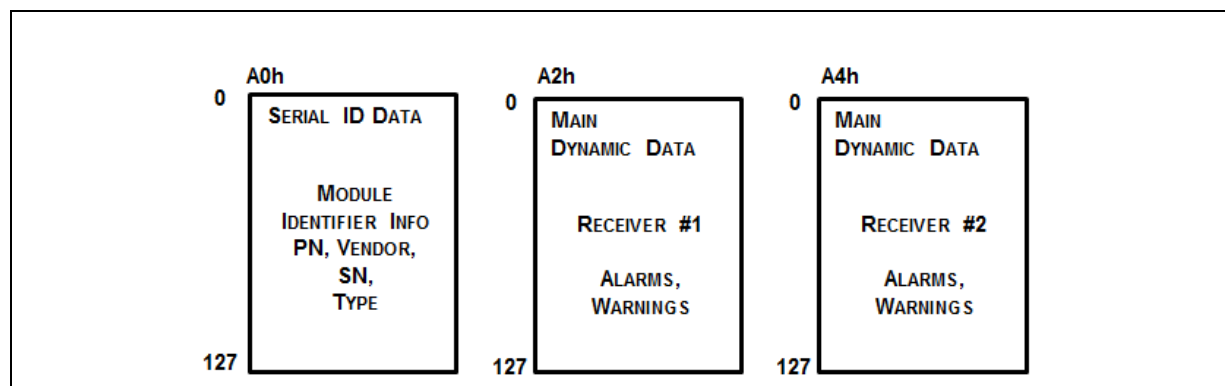 A0h
0
SERIAL ID DATA
MODULE
IDENTIFIER INFO
PN, VENDOR,
SN,
TYPE
127
A2h
0
MAIN
DYNAMIC DATA
RECEIVER #1
ALARMS,
WARNINGS
127
A4h
0
MAIN
DYNAMIC DATA
RECEIVER #2
ALARMS,
WARNINGS
127